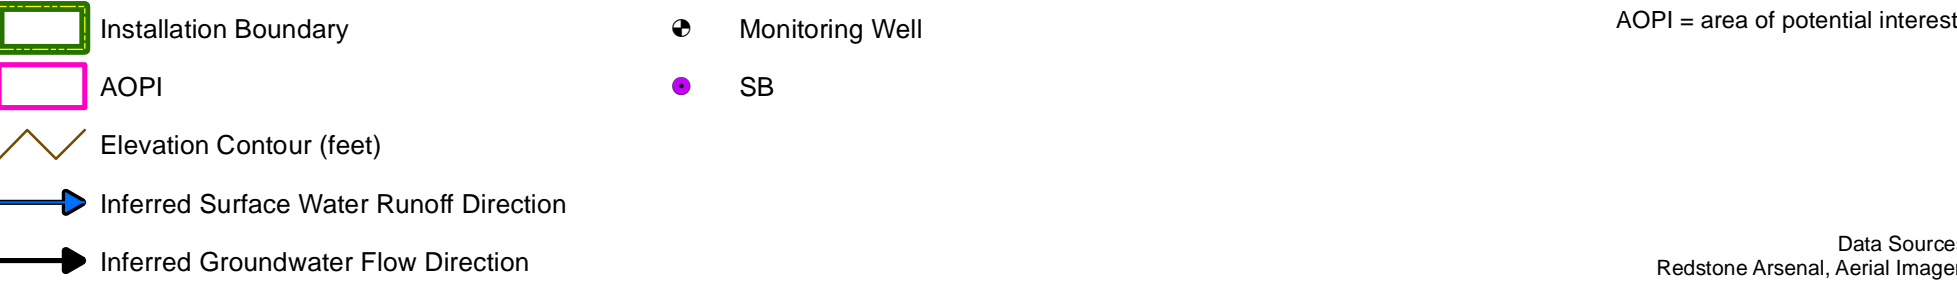 Installation Boundary
AOPI
Elevation Contour (feet)
Inferred Surface Water Runoff Direction
Inferred Groundwater Flow Direction
Monitoring Well
SB
AOPI = area of potential interest
Data Source
Redstone Arsenal, Aerial